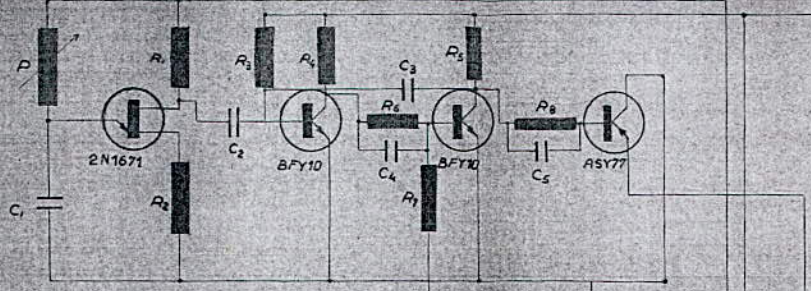 P
R₁
R₃
R₄
C₃
R₅
R₆
R₈
2N1671
C₂
BFY10
C₄
BFY10
C₅
ASY77
C₁
R₂
R₇